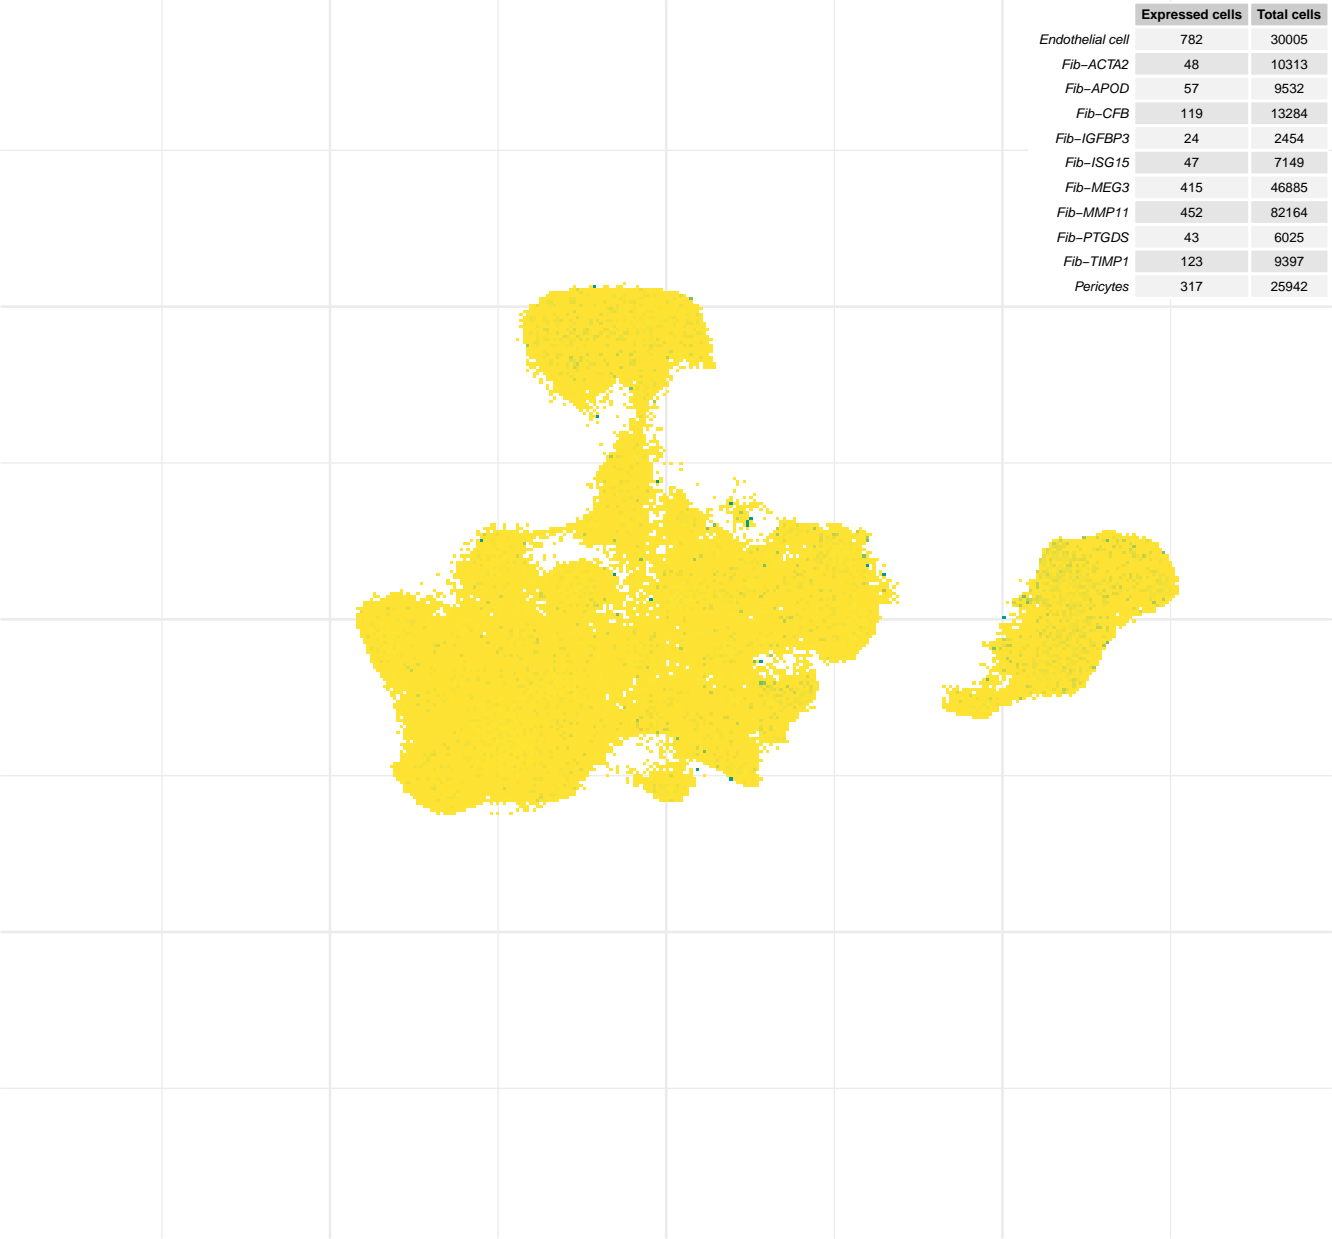 Expressed cells Total cells
Endothelial cell 782 30005
Fib−ACTA2 48 10313
Fib−APOD 57 9532
Fib−CFB 119 13284
Fib−IGFBP3 24 2454
Fib−ISG15 47 7149
Fib−MEG3 415 46885
Fib−MMP11 452 82164
Fib−PTGDS 43 6025
Fib−TIMP1 123 9397
Pericytes 317 25942